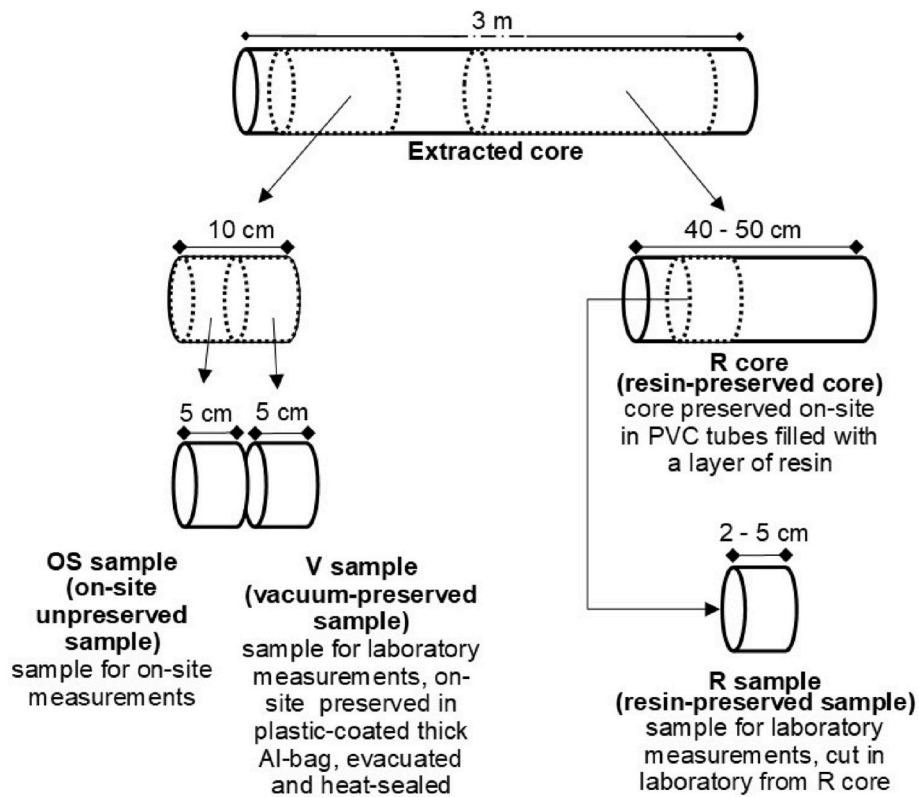 3 m
Extracted core
10 cm
40 - 50 cm
R core
(resin-preserved core)
core preserved on-site
in PVC tubes filled with
a layer of resin
5 cm
5 cm
OS sample
(on-site
unpreserved
sample)
sample for on-site
measurements
V sample
(vacuum-preserved
sample)
sample for laboratory
measurements, on-
site preserved in
plastic-coated thick
Al-bag, evacuated
and heat-sealed
2 - 5 cm
R sample
(resin-preserved sample)
sample for laboratory
measurements, cut in
laboratory from R core